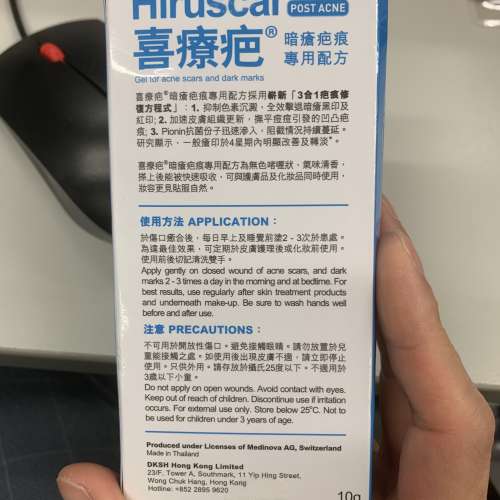 Hiruscar POST ACNE
喜療疤® 暗瘡疤痕
專用配方
Gel for acne scars and dark marks
喜療疤®暗瘡疤痕專用配方採用嶄新「3合1疤痕修
復方程式」：1. 抑制色素沉澱，全效擊退暗瘡黑印及
紅印; 2. 加速皮膚組織更新，撫平痘痘引發的凹凸疤
痕; 3. Pionin抗菌份子迅速滲入，阻截情況持續蔓延。
研究顯示，一般瘡印於4星期內明顯改善及轉淡*。
喜療疤®暗瘡疤痕專用配方為無色啫喱狀，氣味清香，
搽上後能被快速吸收，可與護膚品及化妝品同時使用，
妝容更見貼服自然。
使用方法 APPLICATION：
於傷口癒合後，每日早上及睡覺前塗2 - 3次於患處。
為達最佳效果，可定期於皮膚護理後或化妝前使用。
使用前後切記清洗雙手。
Apply gently on closed wound of acne scars, and dark
marks 2 - 3 times a day in the morning and at bedtime. For
best results, use regularly after skin treatment products
and underneath make-up. Be sure to wash hands well
before and after use.
注意 PRECAUTIONS：
不可用於開放性傷口。避免接觸眼睛。請勿放置於兒
童能接觸之處。如使用後出現皮膚不適，請立即停止
使用。只供外用。請存放於攝氏25度以下。不適用於
3歲以下小童。
Do not apply on open wounds. Avoid contact with eyes.
Keep out of reach of children. Discontinue use if irritation
occurs. For external use only. Store below 25°C. Not to
be used for children under 3 years of age.
Produced under Licenses of Medinova AG, Switzerland
Made in Thailand
DKSH Hong Kong Limited
23/F, Tower A, Southmark, 11 Yip Hing Street,
Wong Chuk Hang, Hong Kong
Hotline: +852 2895 9620
10g